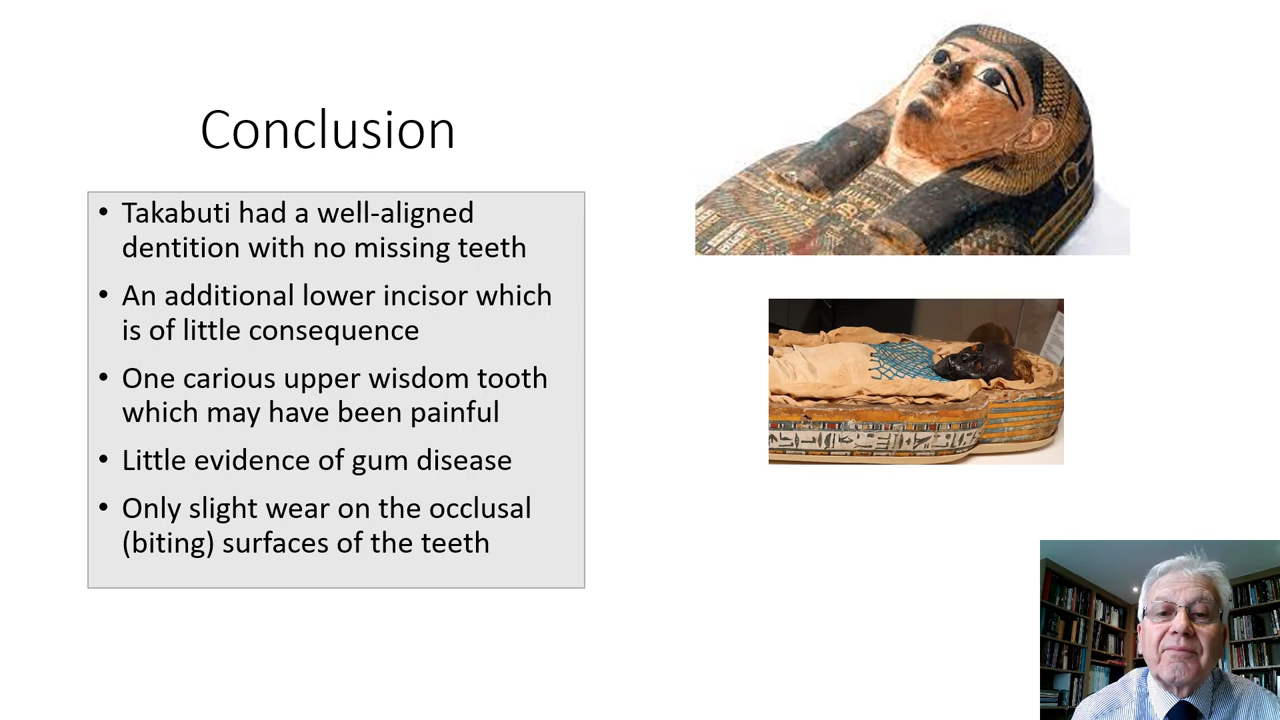 Conclusion
• Takabuti had a well-aligned
dentition with no missing teeth
• An additional lower incisor which
is of little consequence
• One carious upper wisdom tooth
which may have been painful
• Little evidence of gum disease
• Only slight wear on the occlusal
(biting) surfaces of the teeth